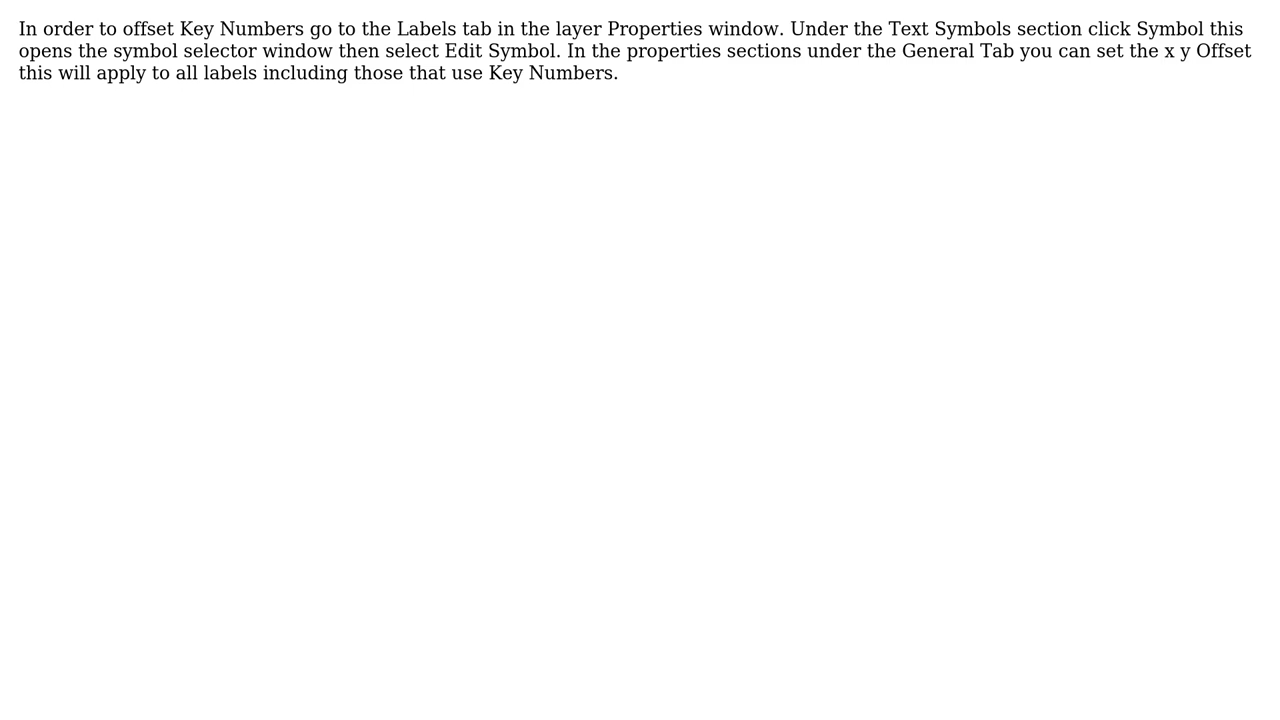 In order to offset Key Numbers go to the Labels tab in the layer Properties window. Under the Text Symbols section click Symbol this
opens the symbol selector window then select Edit Symbol. In the properties sections under the General Tab you can set the x y Offset
this will apply to all labels including those that use Key Numbers.